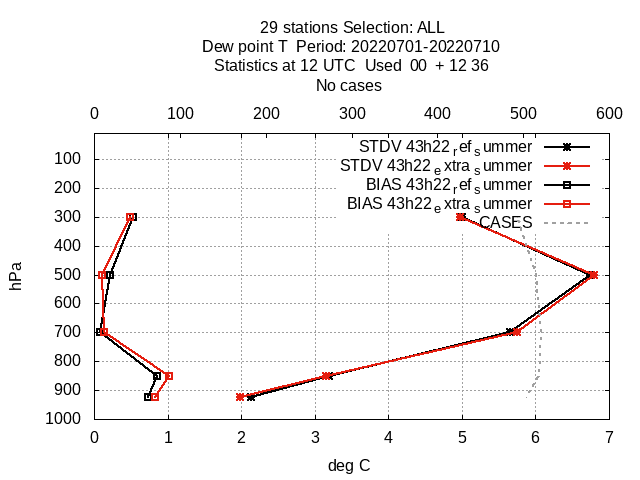 29 stations Selection: ALL
Dew point T  Period: 20220701-20220710
Statistics at 12 UTC  Used  00  + 12 36
No cases
0 100 200 300 400 500 600
STDV 43h22_ref_summer
STDV 43h22_extra_summer
BIAS 43h22_ref_summer
BIAS 43h22_extra_summer
CASES
100
200
300
400
500
600
700
800
900
1000
hPa
0 1 2 3 4 5 6 7
deg C